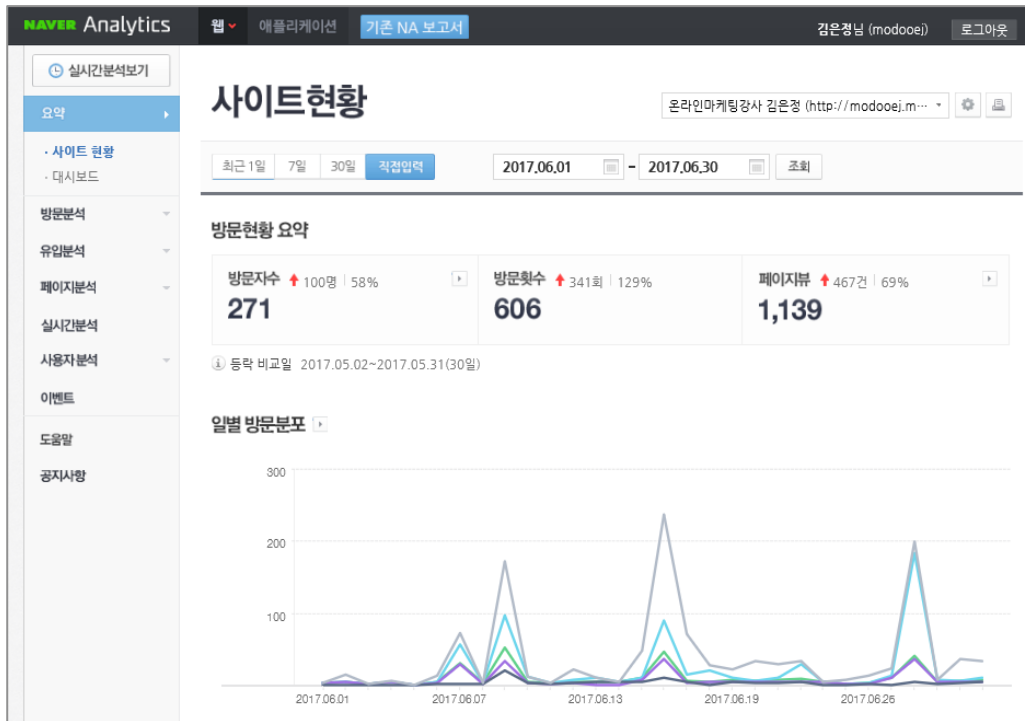 NAVER Analytics 웹 애플리케이션 기존 NA 보고서 김은정님 (modooej) 로그아웃
실시간분석보기
요약
· 사이트 현황
· 대시보드
방문분석
유입분석
페이지분석
실시간분석
사용자분석
이벤트
도움말
공지사항
사이트현황
온라인마케팅강사 김은정 (http://modooej.m···
최근 1일 7일 30일 직접입력 2017.06.01 - 2017.06.30 조회
방문현황 요약
방문자수 100명 58%
271
방문횟수 341회 129%
606
페이지뷰 467건 69%
1,139
등락 비교일 2017.05.02~2017.05.31(30일)
일별 방문분포
300
200
100
2017.06.01 2017.06.07 2017.06.13 2017.06.19 2017.06.26